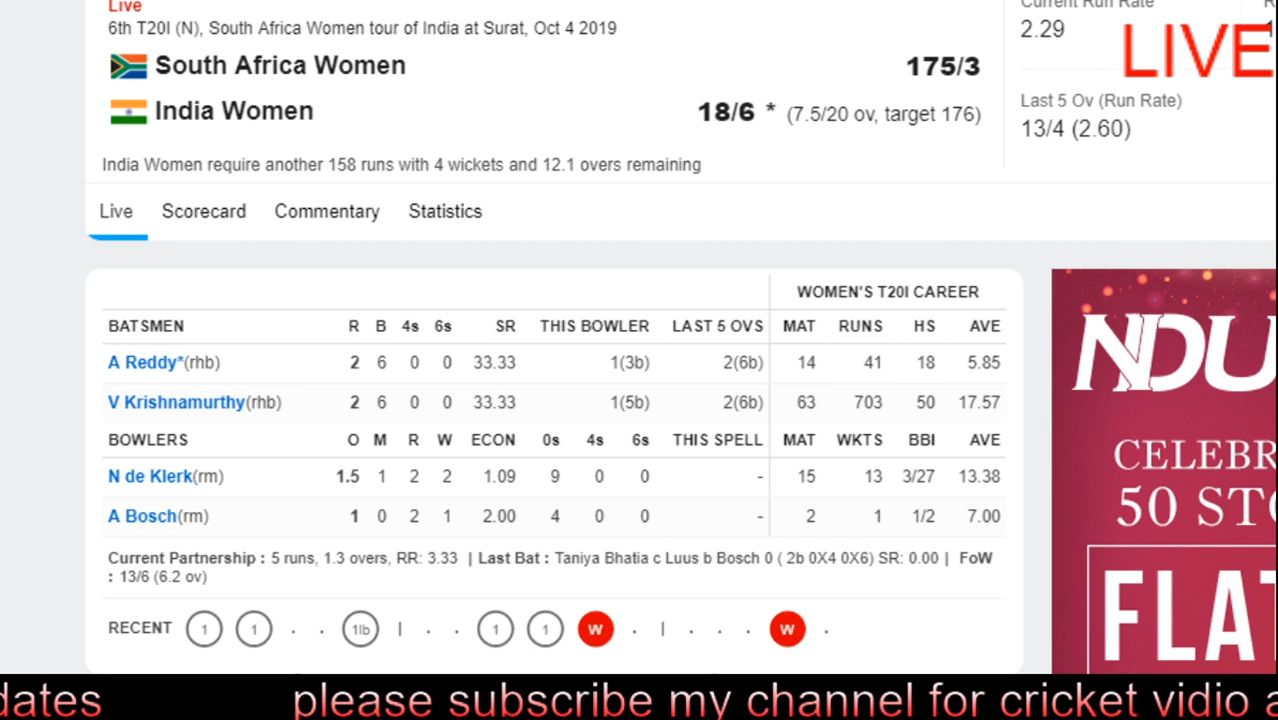 Live
Current Run Rate
6th T20I (N), South Africa Women tour of India at Surat, Oct 4 2019
2.29
LIVE
South Africa Women 175/3
India Women 18/6 * (7.5/20 ov, target 176)
Last 5 Ov (Run Rate)
13/4 (2.60)
India Women require another 158 runs with 4 wickets and 12.1 overs remaining
Live Scorecard Commentary Statistics
WOMEN'S T20I CAREER
BATSMEN R B 4s 6s SR THIS BOWLER LAST 5 OVS MAT RUNS HS AVE
A Reddy*(rhb) 2 6 0 0 33.33 1(3b) 2(6b) 14 41 18 5.85
V Krishnamurthy(rhb) 2 6 0 0 33.33 1(5b) 2(6b) 63 703 50 17.57
BOWLERS O M R W ECON 0s 4s 6s THIS SPELL MAT WKTS BBI AVE
N de Klerk(rm) 1.5 1 2 2 1.09 9 0 0 - 15 13 3/27 13.38
A Bosch(rm) 1 0 2 1 2.00 4 0 0 - 2 1 1/2 7.00
Current Partnership : 5 runs, 1.3 overs, RR: 3.33 | Last Bat : Taniya Bhatia c Luus b Bosch 0 ( 2b 0X4 0X6) SR: 0.00 | FoW
: 13/6 (6.2 ov)
RECENT 1 1 . . 1lb | . . 1 1 W . | . . . W .
NDU
CELEBR
50 STO
FLA
dates please subscribe my channel for cricket vidio a